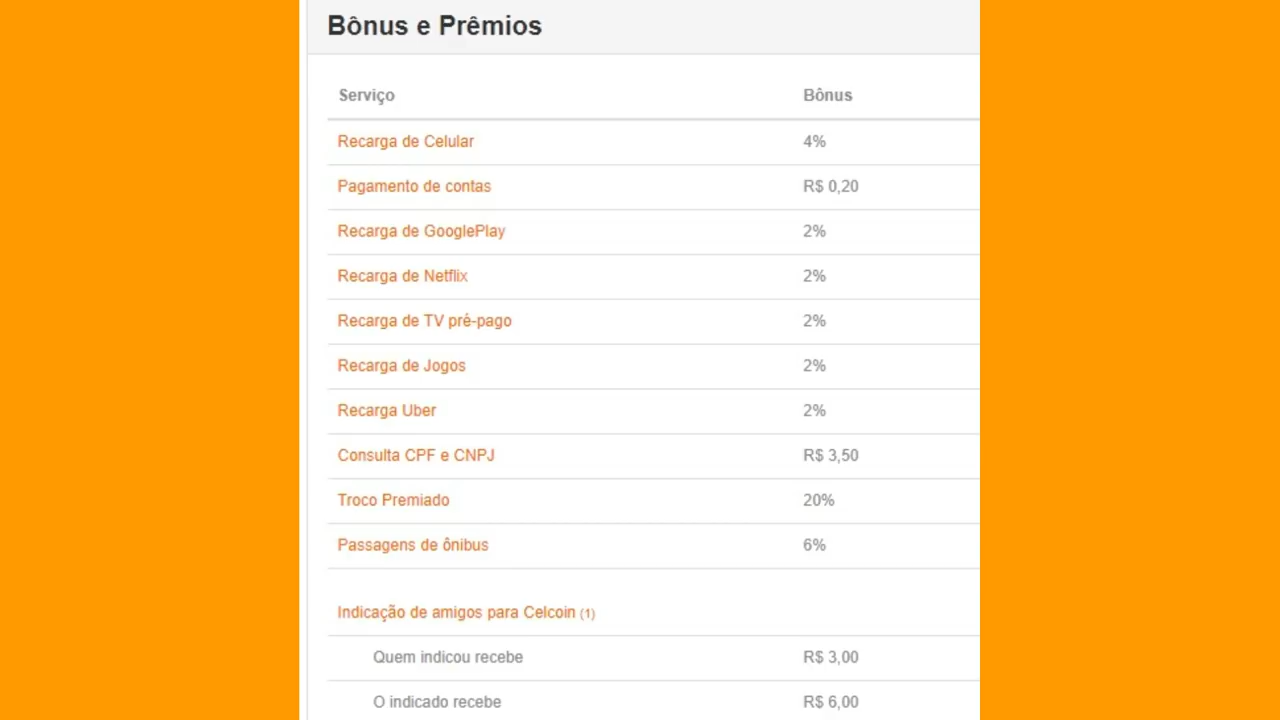 Bônus e Prêmios
Serviço Bônus
Recarga de Celular 4%
Pagamento de contas R$ 0,20
Recarga de GooglePlay 2%
Recarga de Netflix 2%
Recarga de TV pré-pago 2%
Recarga de Jogos 2%
Recarga Uber 2%
Consulta CPF e CNPJ R$ 3,50
Troco Premiado 20%
Passagens de ônibus 6%
Indicação de amigos para Celcoin (1)
Quem indicou recebe R$ 3,00
O indicado recebe R$ 6,00